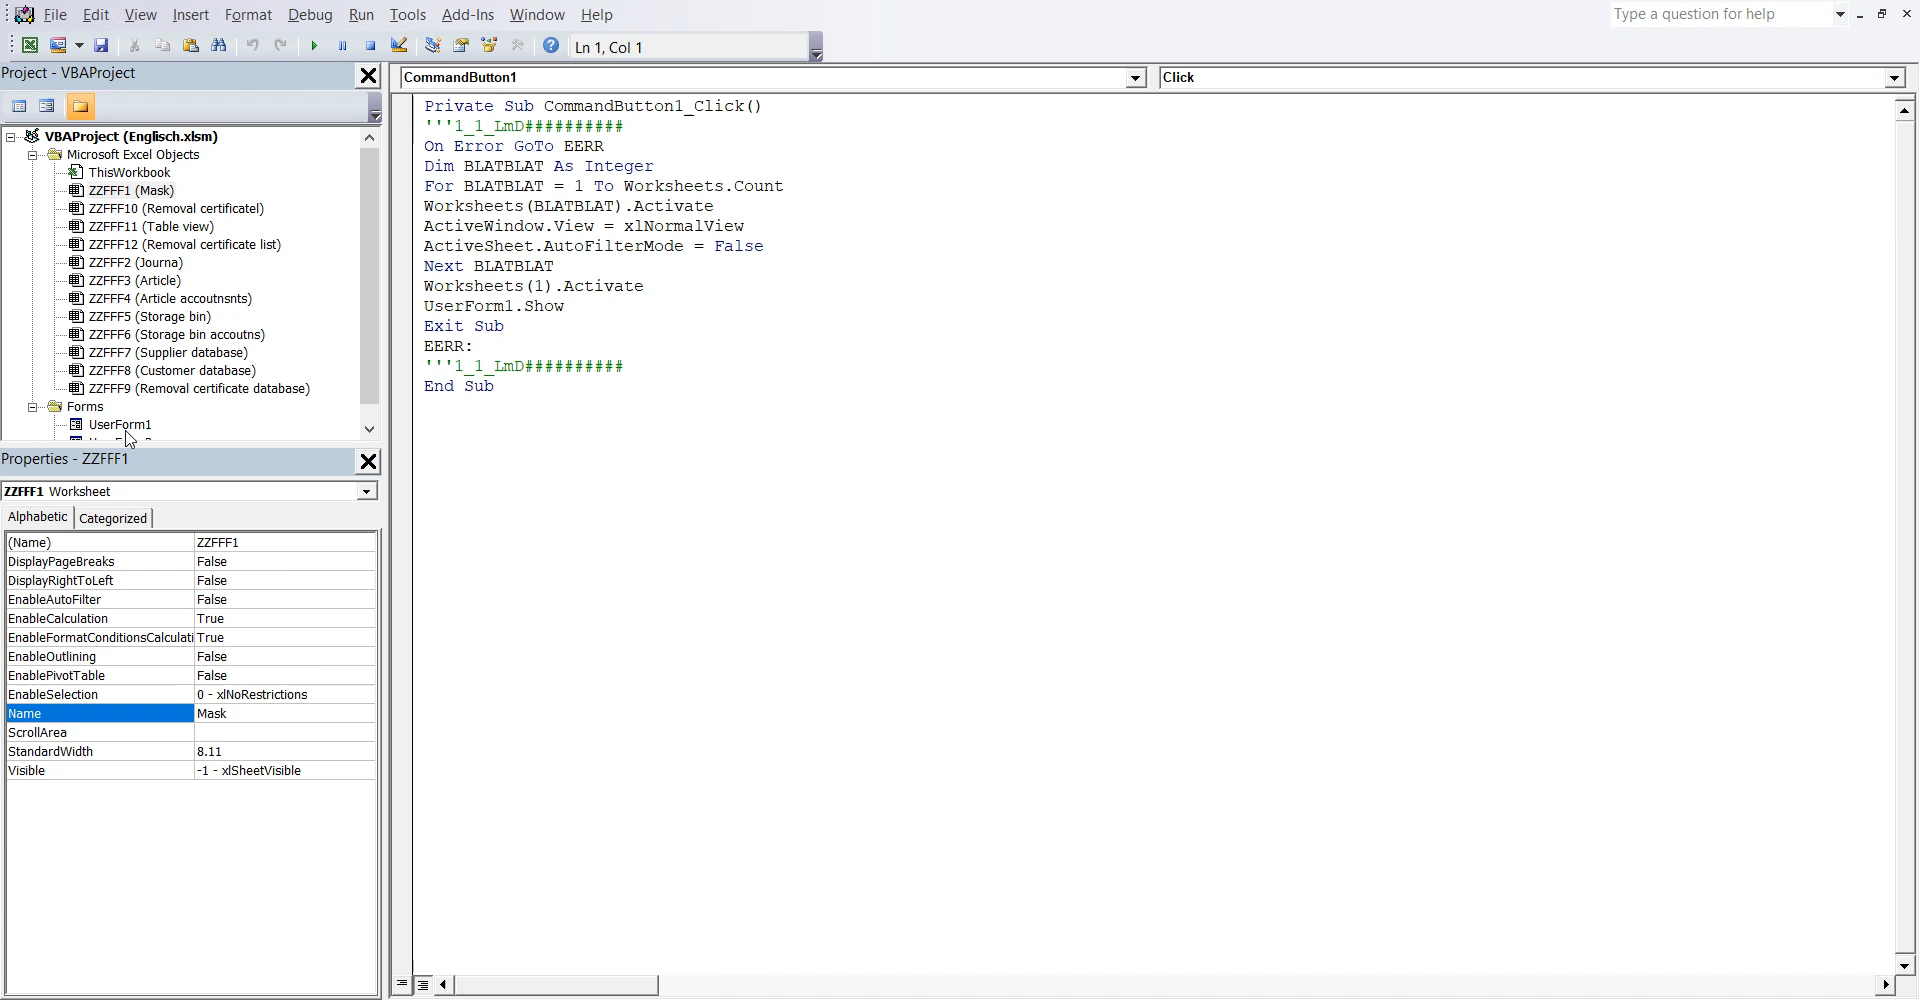 File Edit View Insert Format Debug Run Tools Add-Ins Window Help
Type a question for help
Ln 1, Col 1
Project - VBAProject
VBAProject (Englisch.xlsm)
Microsoft Excel Objects
ThisWorkbook
ZZFFF1 (Mask)
ZZFFF10 (Removal certificatel)
ZZFFF11 (Table view)
ZZFFF12 (Removal certificate list)
ZZFFF2 (Journa)
ZZFFF3 (Article)
ZZFFF4 (Article accoutnsnts)
ZZFFF5 (Storage bin)
ZZFFF6 (Storage bin accoutns)
ZZFFF7 (Supplier database)
ZZFFF8 (Customer database)
ZZFFF9 (Removal certificate database)
Forms
UserForm1
Properties - ZZFFF1
ZZFFF1 Worksheet
Alphabetic Categorized
(Name) ZZFFF1
DisplayPageBreaks False
DisplayRightToLeft False
EnableAutoFilter False
EnableCalculation True
EnableFormatConditionsCalculati True
EnableOutlining False
EnablePivotTable False
EnableSelection 0 - xlNoRestrictions
Name Mask
ScrollArea
StandardWidth 8.11
Visible -1 - xlSheetVisible
CommandButton1
Click
Private Sub CommandButton1_Click()
'''1_1_LmD##########
On Error GoTo EERR
Dim BLATBLAT As Integer
For BLATBLAT = 1 To Worksheets.Count
Worksheets(BLATBLAT).Activate
ActiveWindow.View = xlNormalView
ActiveSheet.AutoFilterMode = False
Next BLATBLAT
Worksheets(1).Activate
UserForm1.Show
Exit Sub
EERR:
'''1_1_LmD##########
End Sub